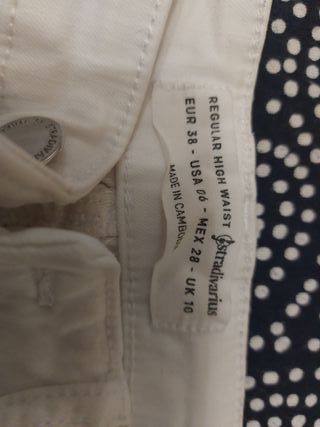 REGULAR HIGH WAIST
stradivarius
EUR 38 - USA 06 - MEX 28 - UK 10
MADE IN CAMBODIA